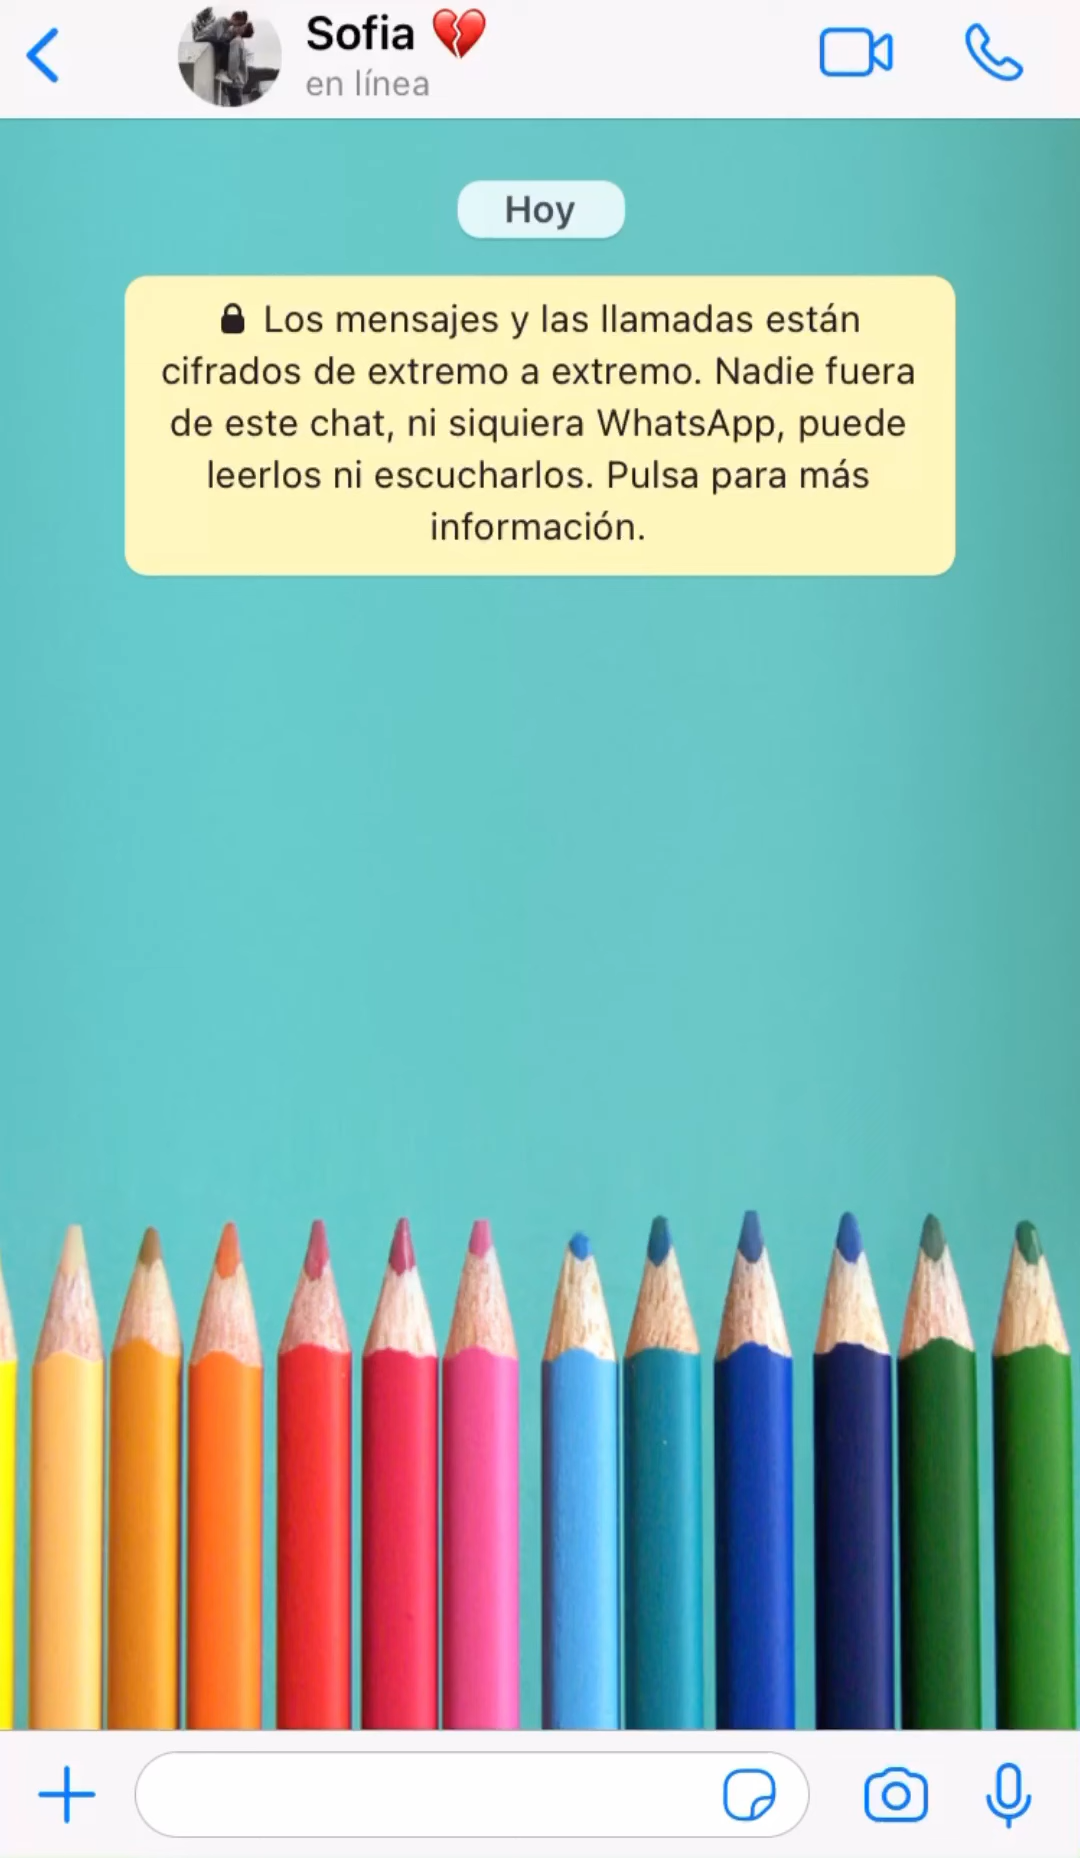 Sofia 💔
en línea
Hoy
🔒 Los mensajes y las llamadas están
cifrados de extremo a extremo. Nadie fuera
de este chat, ni siquiera WhatsApp, puede
leerlos ni escucharlos. Pulsa para más
información.